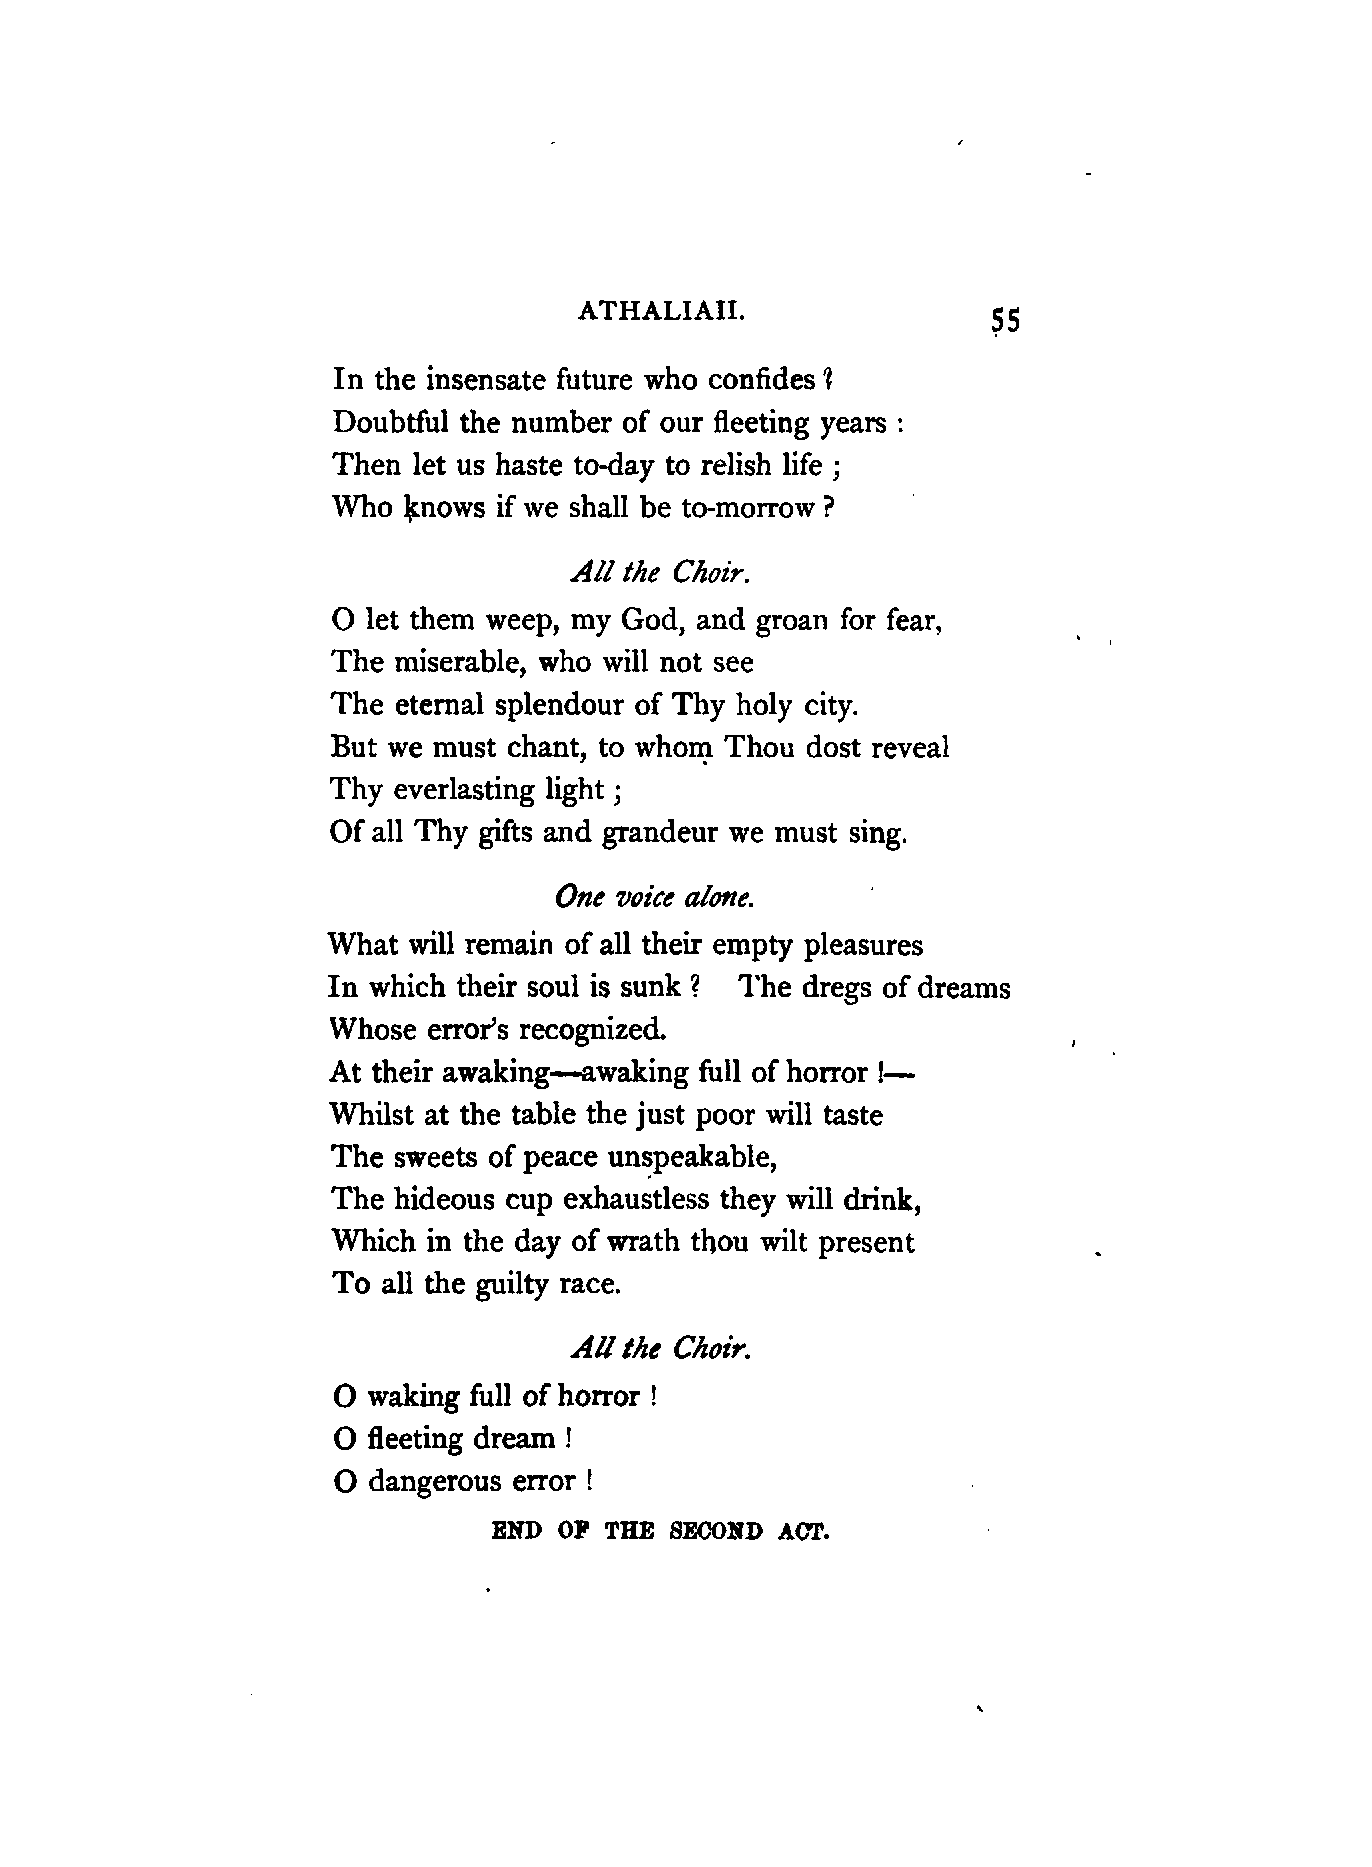 ATHALIAH. 55
In the insensate future who confides?
Doubtful the number of our fleeting years :
Then let us haste to-day to relish life ;
Who knows if we shall be to-morrow ?
All the Choir.
O let them weep, my God, and groan for fear,
The miserable, who will not see
The eternal splendour of Thy holy city.
But we must chant, to whom Thou dost reveal
Thy everlasting light ;
Of all Thy gifts and grandeur we must sing.
One voice alone.
What will remain of all their empty pleasures
In which their soul is sunk ? The dregs of dreams
Whose error's recognized.
At their awaking—awaking full of horror !—
Whilst at the table the just poor will taste
The sweets of peace unspeakable,
The hideous cup exhaustless they will drink,
Which in the day of wrath thou wilt present
To all the guilty race.
All the Choir.
O waking full of horror !
O fleeting dream !
O dangerous error !
END OF THE SECOND ACT.